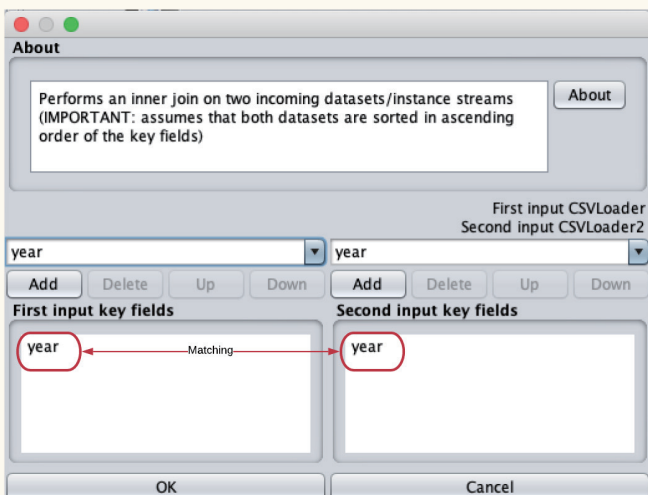 About
Performs an inner join on two incoming datasets/instance streams
(IMPORTANT: assumes that both datasets are sorted in ascending
order of the key fields)
About
First input CSVLoader
Second input CSVLoader2
year
year
Add Delete Up Down
Add Delete Up Down
First input key fields
Second input key fields
year
Matching
year
OK
Cancel